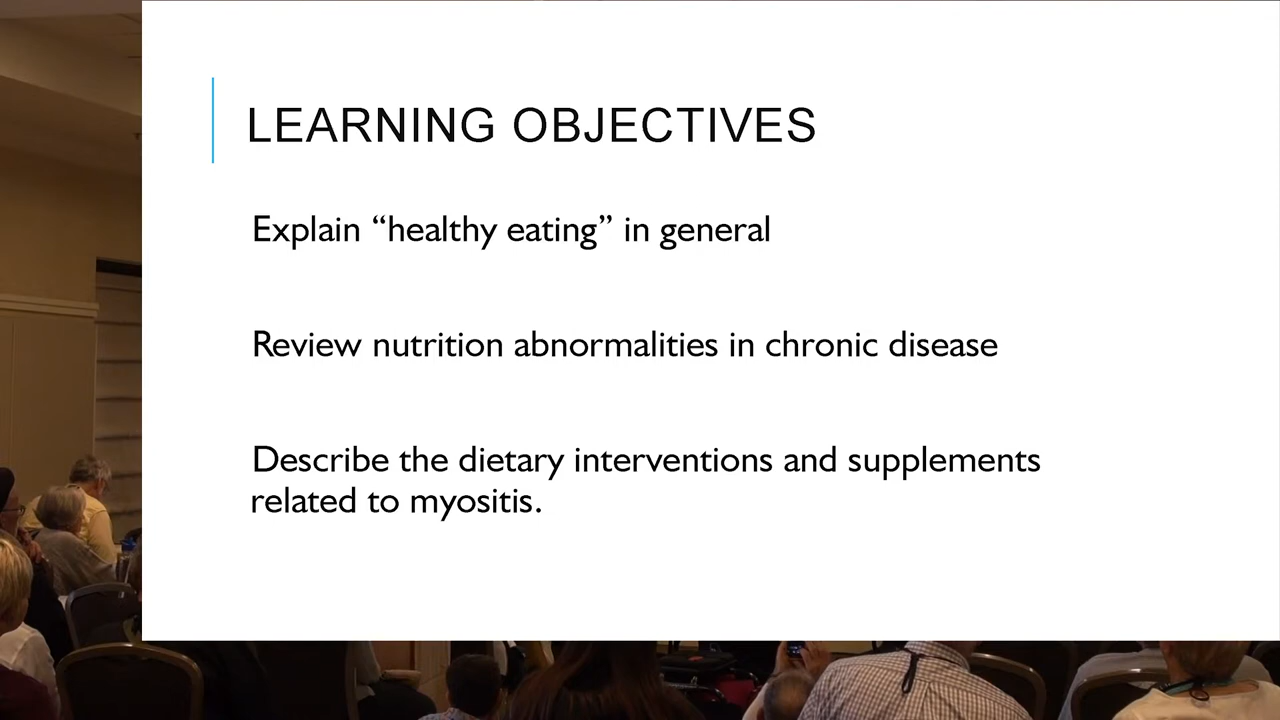 LEARNING OBJECTIVES
Explain “healthy eating” in general
Review nutrition abnormalities in chronic disease
Describe the dietary interventions and supplements
related to myositis.